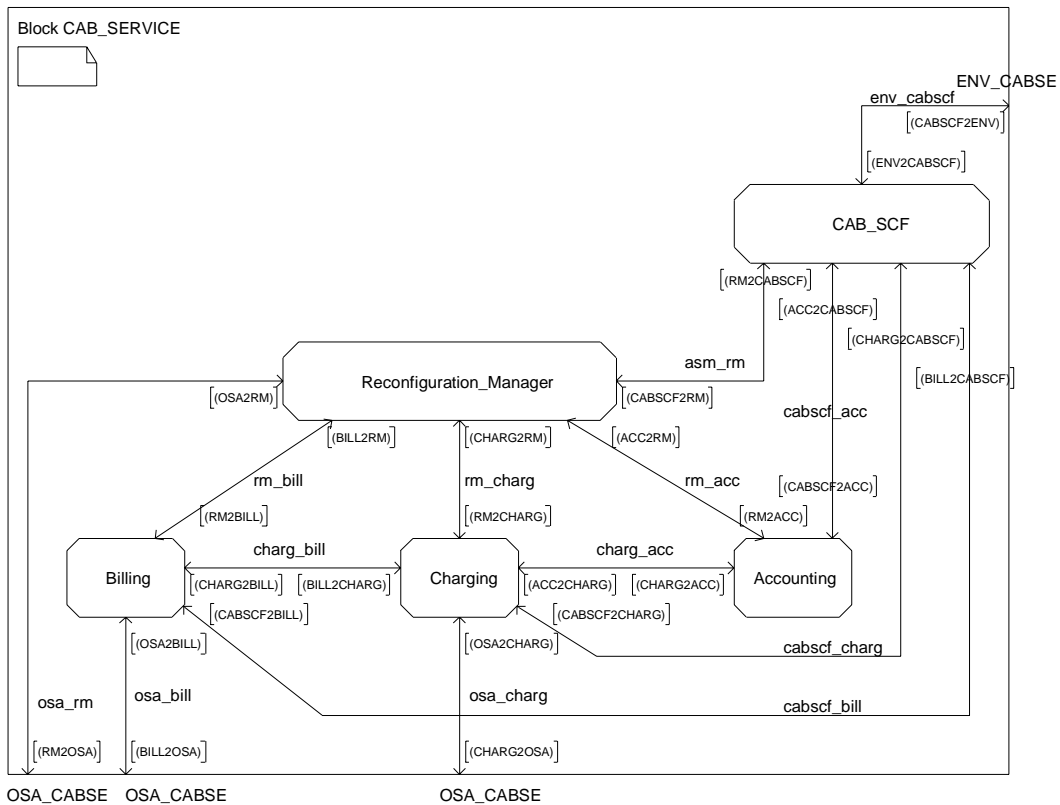 Block CAB_SERVICE
ENV_CABSE
env_cabscf
(CABSCF2ENV)
(ENV2CABSCF)
CAB_SCF
(RM2CABSCF)
(ACC2CABSCF)
(CHARG2CABSCF)
(BILL2CABSCF)
asm_rm
Reconfiguration_Manager
(OSA2RM)
(CABSCF2RM)
cabscf_acc
(BILL2RM)
(CHARG2RM)
(ACC2RM)
rm_bill
rm_charg
rm_acc
(CABSCF2ACC)
(RM2BILL)
(RM2CHARG)
(RM2ACC)
charg_bill
charg_acc
Billing
Charging
Accounting
(CHARG2BILL)
(BILL2CHARG)
(ACC2CHARG)
(CHARG2ACC)
(CABSCF2BILL)
(CABSCF2CHARG)
(OSA2BILL)
(OSA2CHARG)
cabscf_charg
osa_rm
osa_bill
osa_charg
cabscf_bill
(RM2OSA)
(BILL2OSA)
(CHARG2OSA)
OSA_CABSE
OSA_CABSE
OSA_CABSE